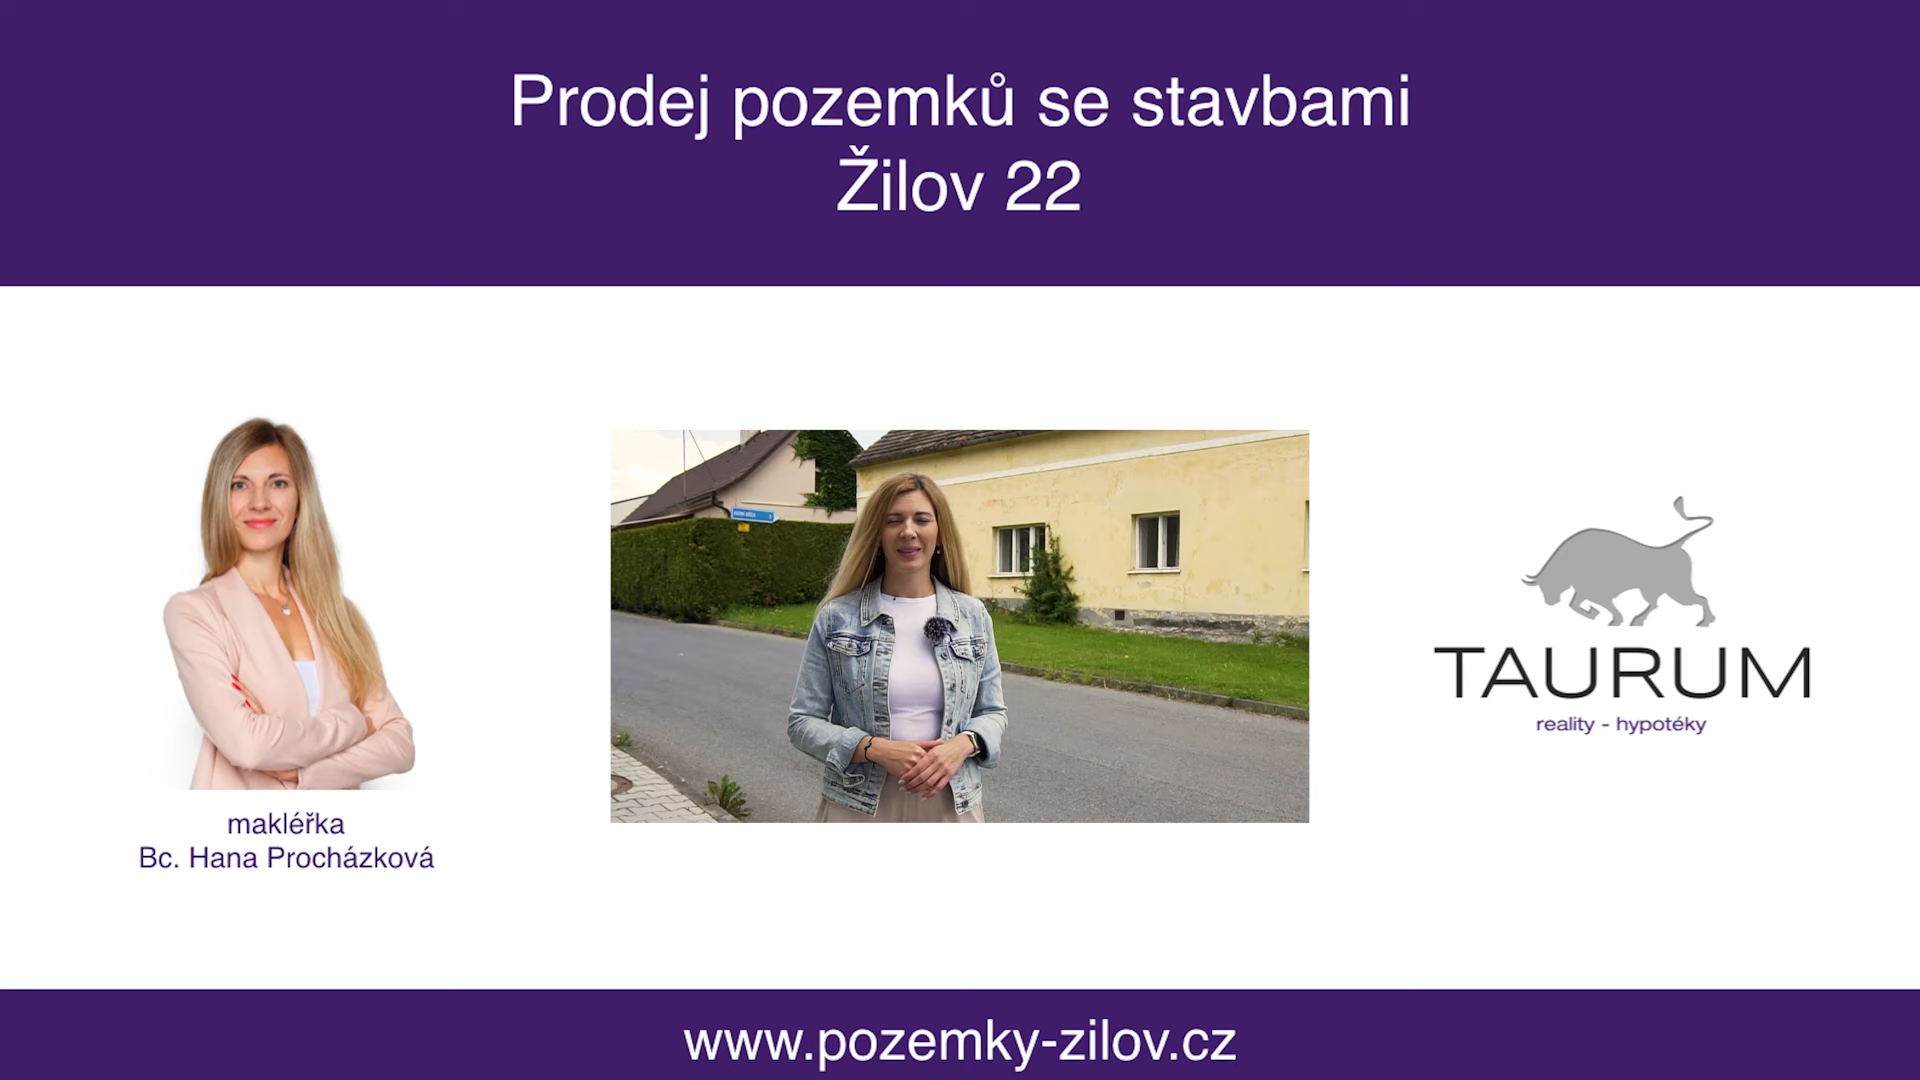 Prodej pozemků se stavbami
Žilov 22
makléřka
Bc. Hana Procházková
TAURUM
reality - hypotéky
www.pozemky-zilov.cz